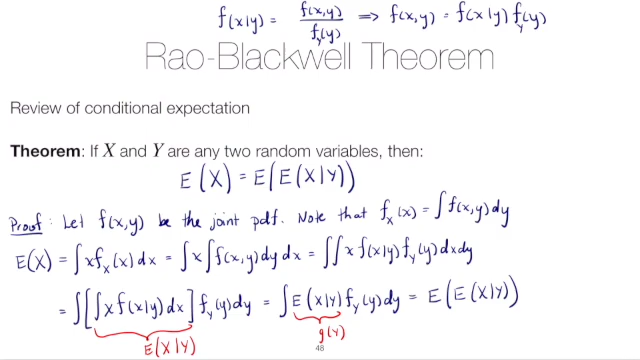 f(x|y) = f(x,y) / f_Y(y) ⟹ f(x,y) = f(x|y) f_Y(y)
Rao-Blackwell Theorem
Review of conditional expectation
Theorem: If X and Y are any two random variables, then:
E(X) = E(E(X|Y))
Proof: Let f(x,y) be the joint pdf. Note that f_X(x) = ∫ f(x,y) dy
E(X) = ∫ x f_X(x) dx = ∫ x ∫ f(x,y) dy dx = ∫∫ x f(x|y) f_Y(y) dx dy
= ∫ [∫ x f(x|y) dx] f_Y(y) dy = ∫ E(X|Y) f_Y(y) dy = E(E(X|Y))
E(X|Y) g(Y)
48